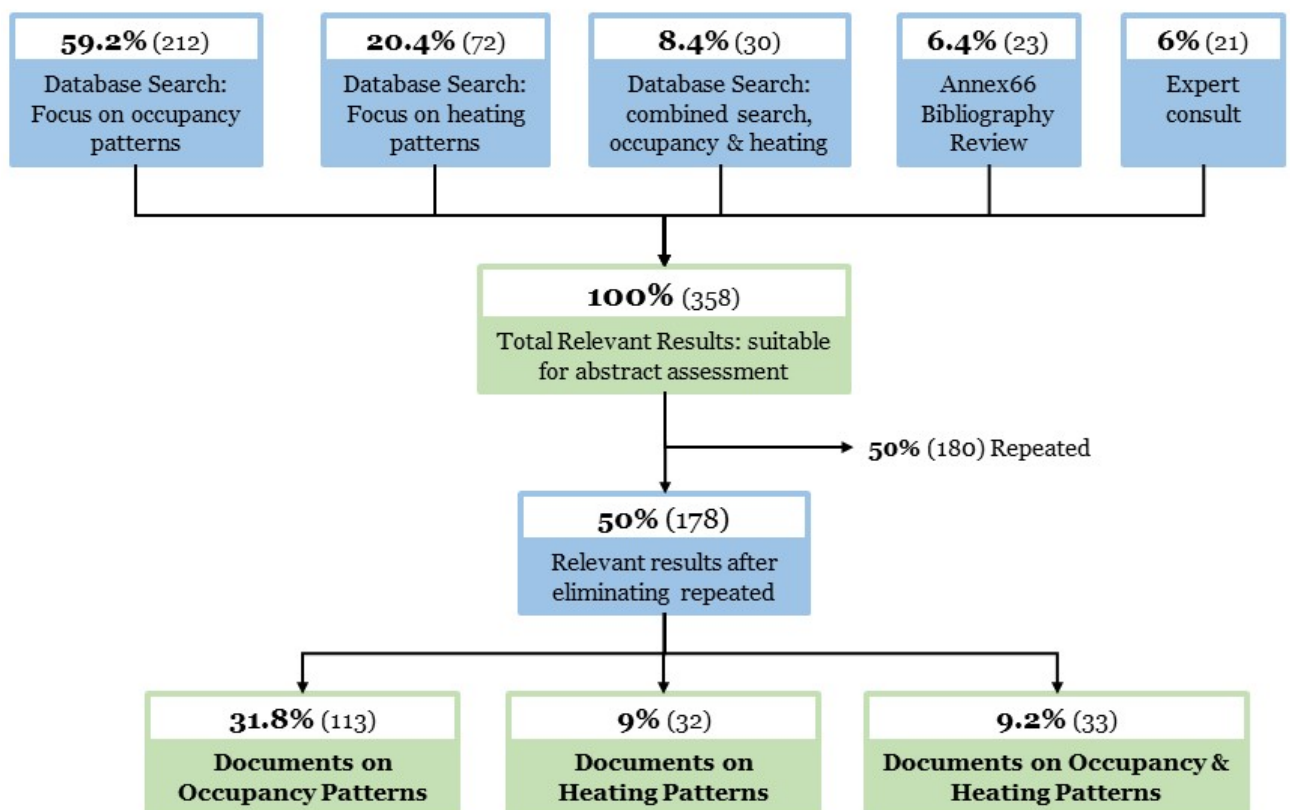 59.2% (212)
Database Search:
Focus on occupancy
patterns
20.4% (72)
Database Search:
Focus on heating
patterns
8.4% (30)
Database Search:
combined search,
occupancy & heating
6.4% (23)
Annex66
Bibliography
Review
6% (21)
Expert
consult
100% (358)
Total Relevant Results: suitable
for abstract assessment
50% (180) Repeated
50% (178)
Relevant results after
eliminating repeated
31.8% (113)
Documents on
Occupancy Patterns
9% (32)
Documents on
Heating Patterns
9.2% (33)
Documents on Occupancy &
Heating Patterns